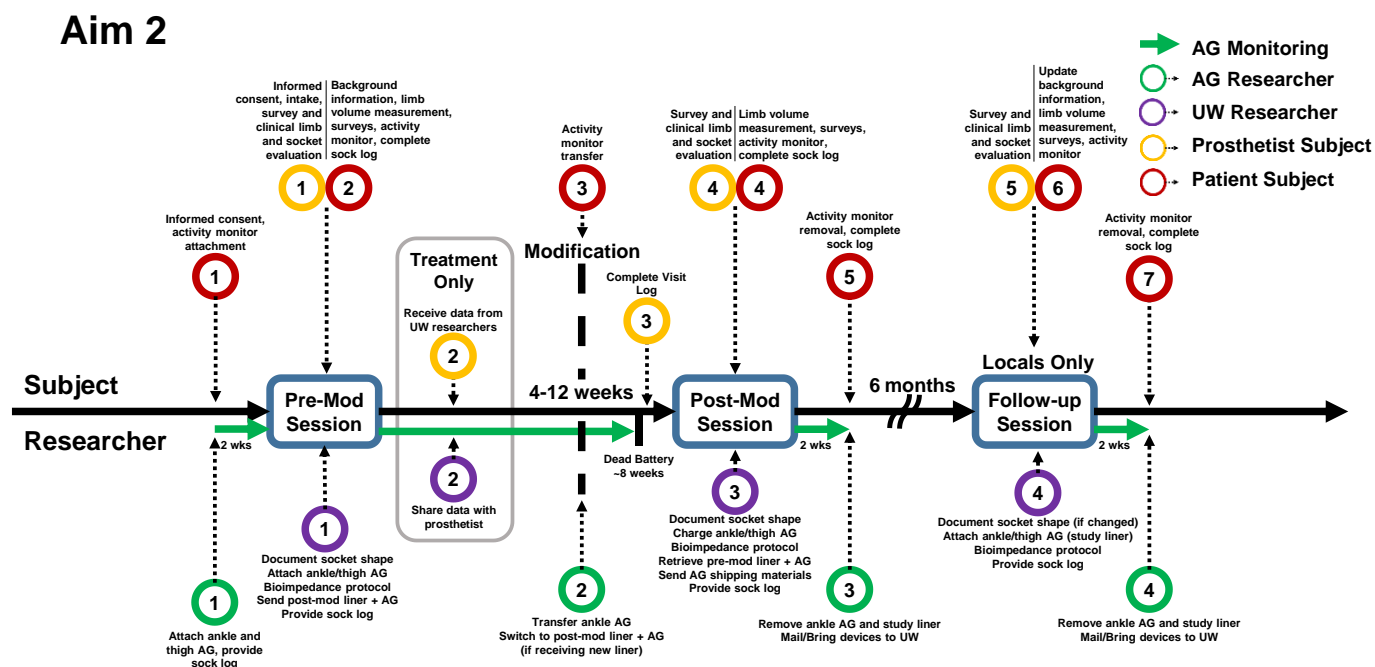 Aim 2
AG Monitoring
AG Researcher
UW Researcher
Prosthetist Subject
Patient Subject
Informed consent,
activity monitor
attachment
1
Informed
consent, intake,
survey and
clinical limb
and socket
evaluation
1
Background
information, limb
volume measurement,
surveys, activity
monitor, complete
sock log
2
Treatment
Only
Receive data from
UW researchers
2
Activity
monitor
transfer
3
Modification
Complete Visit
Log
3
Survey and
clinical limb
and socket
evaluation
4
Limb volume
measurement, surveys,
activity monitor,
complete sock log
4
Activity monitor
removal, complete
sock log
5
Survey and
clinical limb
and socket
evaluation
5
Update
background
information,
limb volume
measurement,
surveys, activity
monitor
6
Activity monitor
removal, complete
sock log
7
Locals Only
Subject
Researcher
2 wks
Pre-Mod
Session
4-12 weeks
Dead Battery
~8 weeks
Post-Mod
Session
2 wks
6 months
Follow-up
Session
2 wks
1
Attach ankle and
thigh AG, provide
sock log
1
Document socket shape
Attach ankle/thigh AG
Bioimpedance protocol
Send post-mod liner + AG
Provide sock log
2
Share data with
prosthetist
2
Transfer ankle AG
Switch to post-mod liner + AG
(if receiving new liner)
3
Document socket shape
Charge ankle/thigh AG
Bioimpedance protocol
Retrieve pre-mod liner + AG
Send AG shipping materials
Provide sock log
3
Remove ankle AG and study liner
Mail/Bring devices to UW
4
Document socket shape (if changed)
Attach ankle/thigh AG (study liner)
Bioimpedance protocol
Provide sock log
4
Remove ankle AG and study liner
Mail/Bring devices to UW